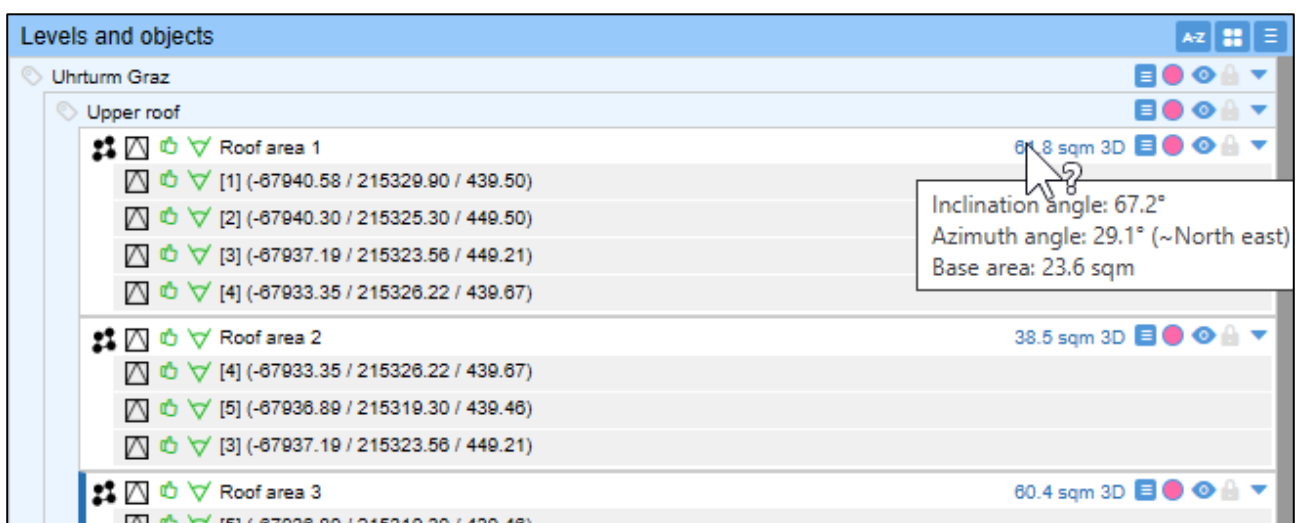 Levels and objects
A-Z
Uhrturm Graz
Upper roof
Roof area 1
sqm 3D
[1] (-67940.58 / 215329.90 / 439.50)
[2] (-67940.30 / 215325.30 / 449.50)
[3] (-67937.19 / 215323.56 / 449.21)
[4] (-67933.35 / 215326.22 / 439.67)
Inclination angle: 67.2°
Azimuth angle: 29.1° (~North east)
Base area: 23.6 sqm
Roof area 2
38.5 sqm 3D
[4] (-67933.35 / 215326.22 / 439.67)
[5] (-67936.89 / 215319.30 / 439.46)
[3] (-67937.19 / 215323.56 / 449.21)
Roof area 3
60.4 sqm 3D